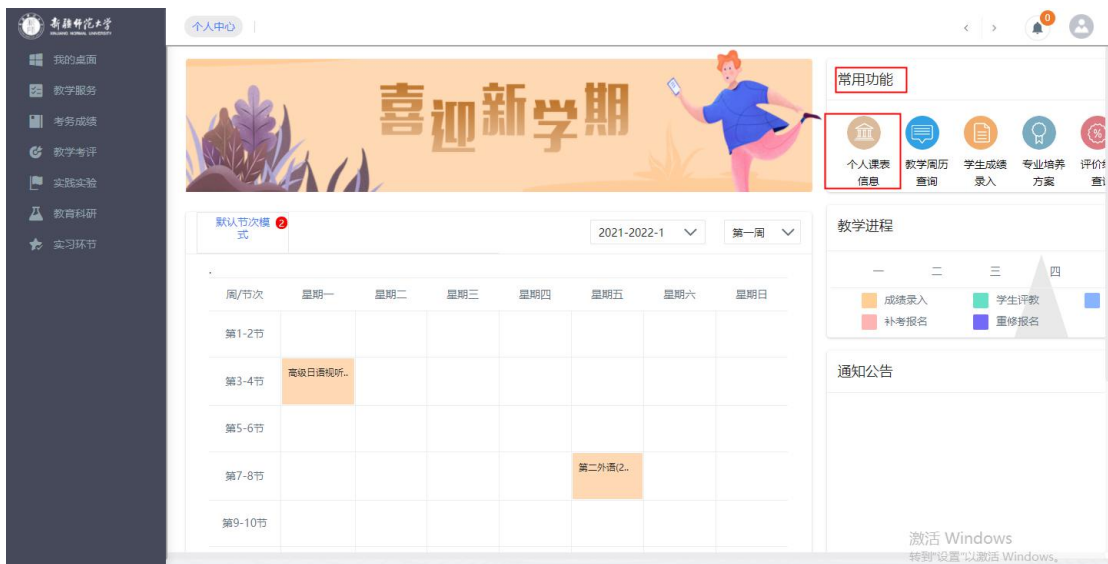 新疆师范大学
XINJIANG NORMAL UNIVERSITY
个人中心
0
我的桌面
教学服务
考务成绩
教学考评
实践实验
教育科研
实习环节
喜迎新学期
常用功能
个人课表
信息
教学周历
查询
学生成绩
录入
专业培养
方案
评价
查
默认节次模
式
2
2021-2022-1
第一周
周/节次 星期一 星期二 星期三 星期四 星期五 星期六 星期日
第1-2节
第3-4节
高级日语视听..
第5-6节
第7-8节
第二外语(2..
第9-10节
教学进程
一 二 三 四
成绩录入 学生评教
补考报名 重修报名
通知公告
激活 Windows
转到"设置"以激活 Windows。